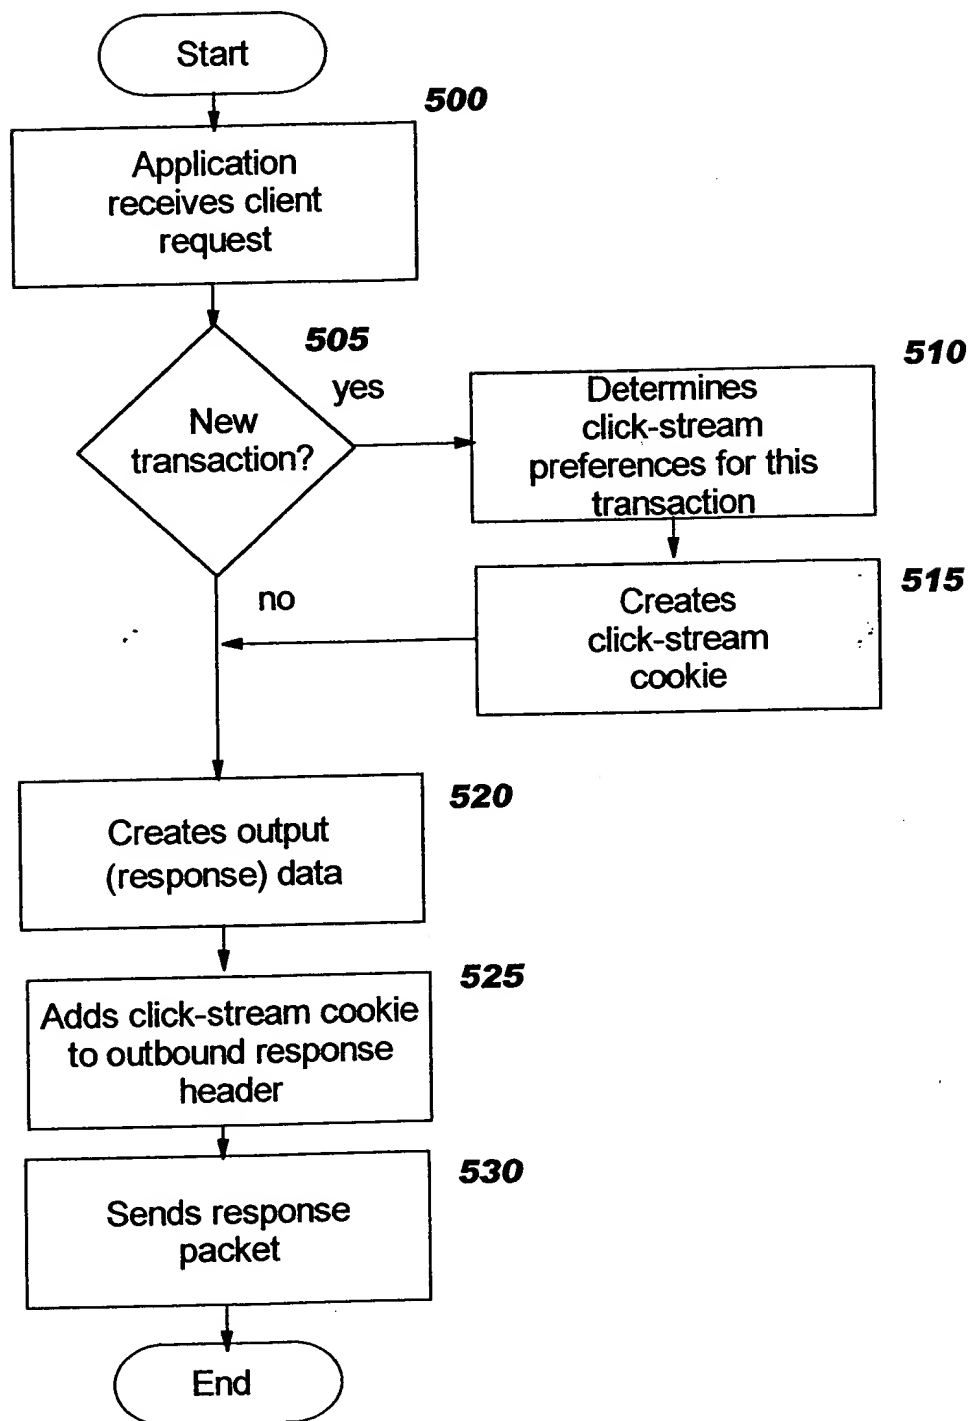 Start
500
Application
receives client
request
505
yes
New
transaction?
510
Determines
click-stream
preferences for this
transaction
515
Creates
click-stream
cookie
no
520
Creates output
(response) data
525
Adds click-stream cookie
to outbound response
header
530
Sends response
packet
End